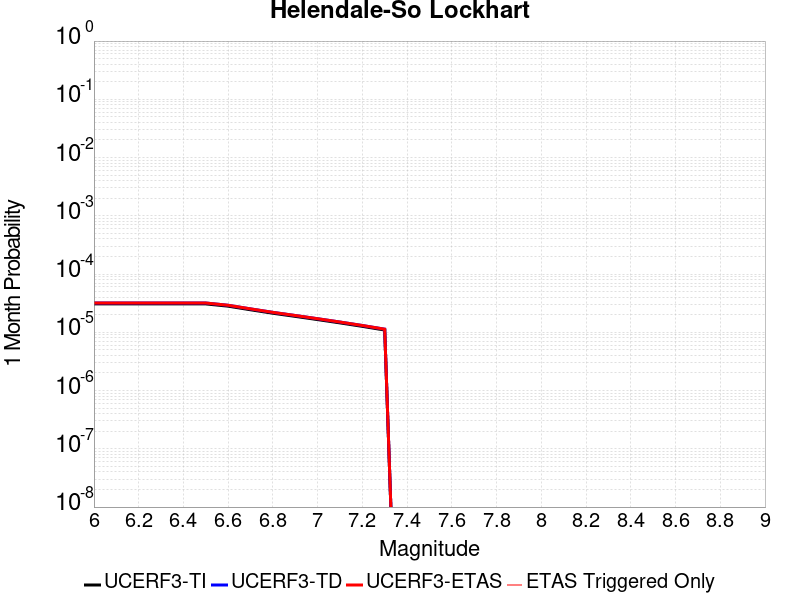 Helendale-So Lockhart
10^0
10^-1
10^-2
10^-3
10^-4
10^-5
10^-6
10^-7
10^-8
1 Month Probability
6 6.2 6.4 6.6 6.8 7 7.2 7.4 7.6 7.8 8 8.2 8.4 8.6 8.8 9
Magnitude
UCERF3-TI UCERF3-TD UCERF3-ETAS ETAS Triggered Only